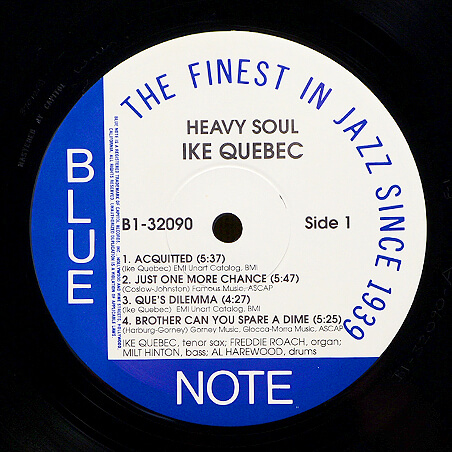 THE FINEST IN JAZZ SINCE 1939
HEAVY SOUL
IKE QUEBEC
B1-32090 Side 1
1. ACQUITTED (5:37)
(Ike Quebec) EMI Unart Catalog, BMI
2. JUST ONE MORE CHANCE (5:47)
(Coslow-Johnston) Famous Music, ASCAP
3. QUE'S DILEMMA (4:27)
(Ike Quebec) EMI Unart Catalog, BMI
4. BROTHER CAN YOU SPARE A DIME (5:25)
(Harburg-Gorney) Gorney Music, Glocca-Morra Music, ASCAP
IKE QUEBEC, tenor sax; FREDDIE ROACH, organ;
MILT HINTON, bass; AL HAREWOOD, drums
BLUE
NOTE
MASTERED AT CAPITOL